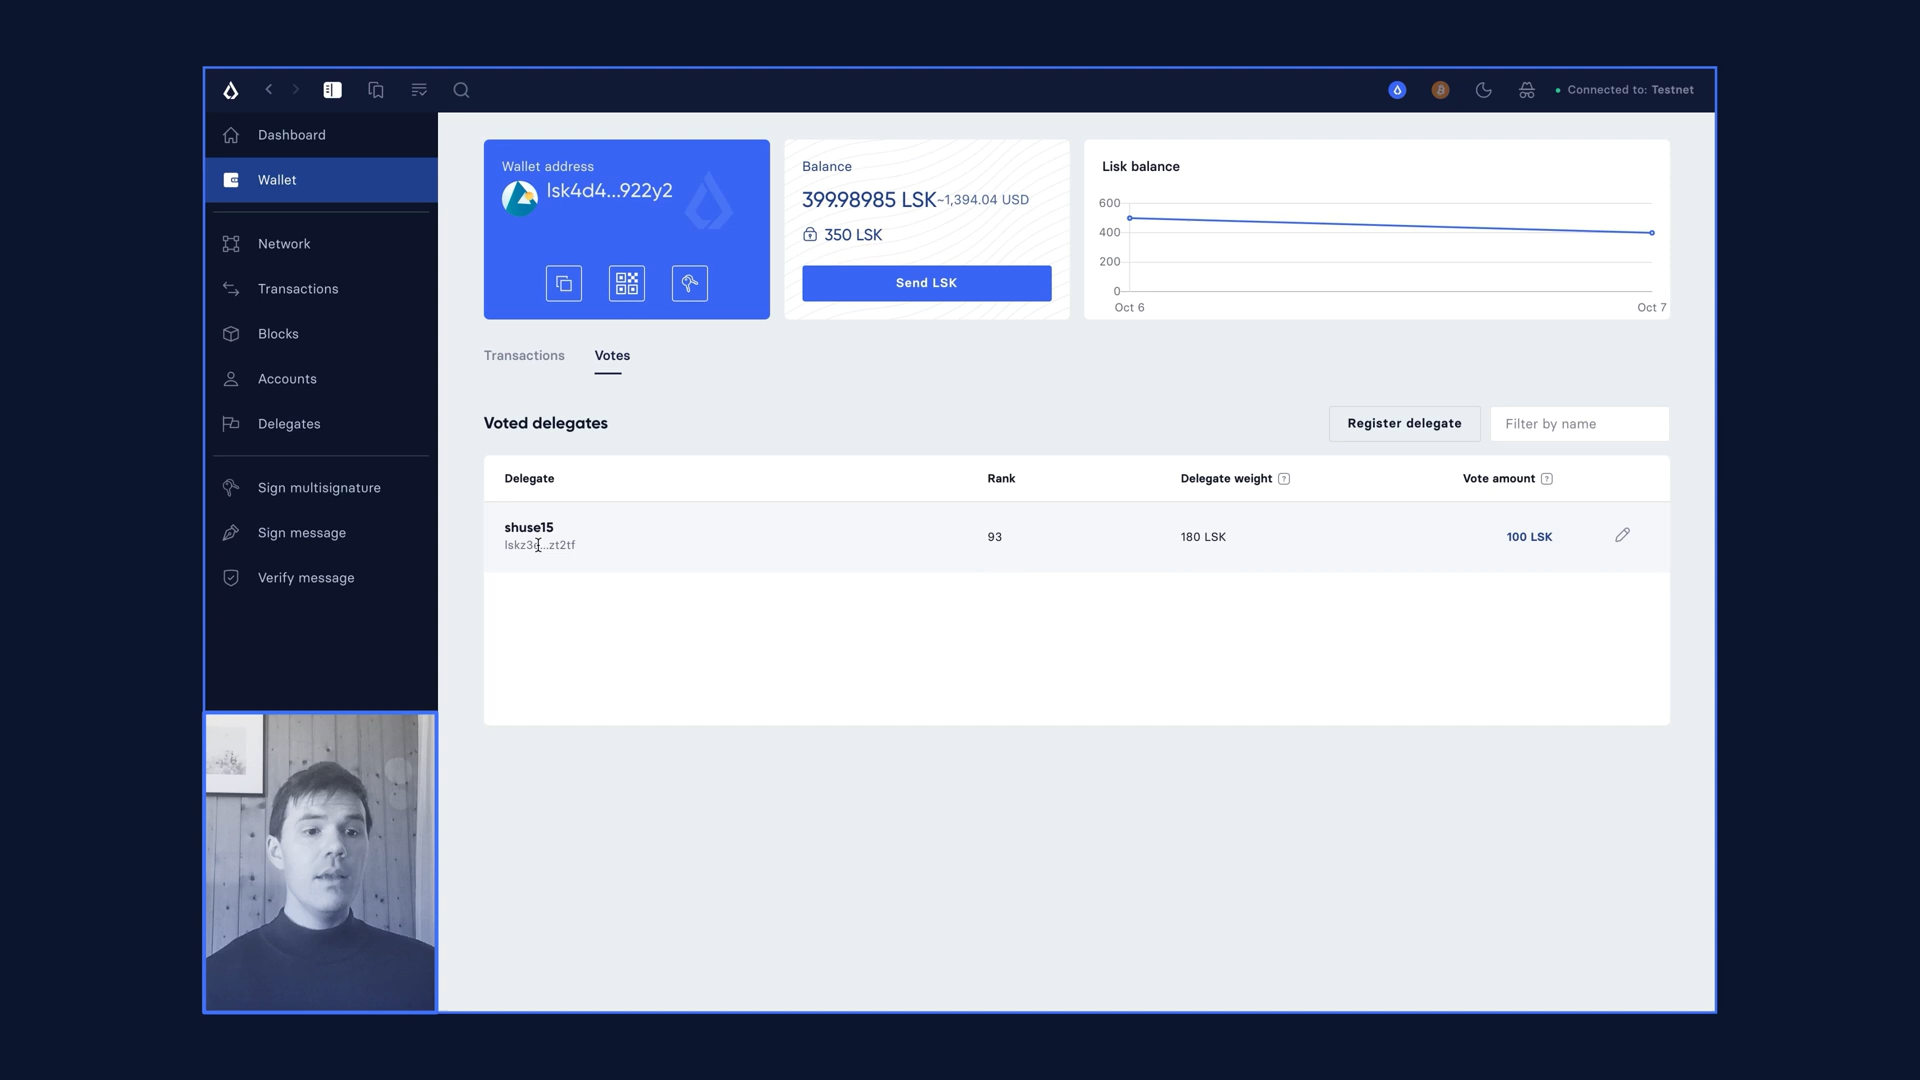 Connected to: Testnet
Dashboard
Wallet
Network
Transactions
Blocks
Accounts
Delegates
Sign multisignature
Sign message
Verify message
Wallet address
lsk4d4...922y2
Balance
399.98985 LSK~1,394.04 USD
350 LSK
Send LSK
Lisk balance
600
400
200
0
Oct 6
Oct 7
Transactions
Votes
Voted delegates
Register delegate
Filter by name
Delegate
Rank
Delegate weight
Vote amount
shuse15
93
180 LSK
100 LSK